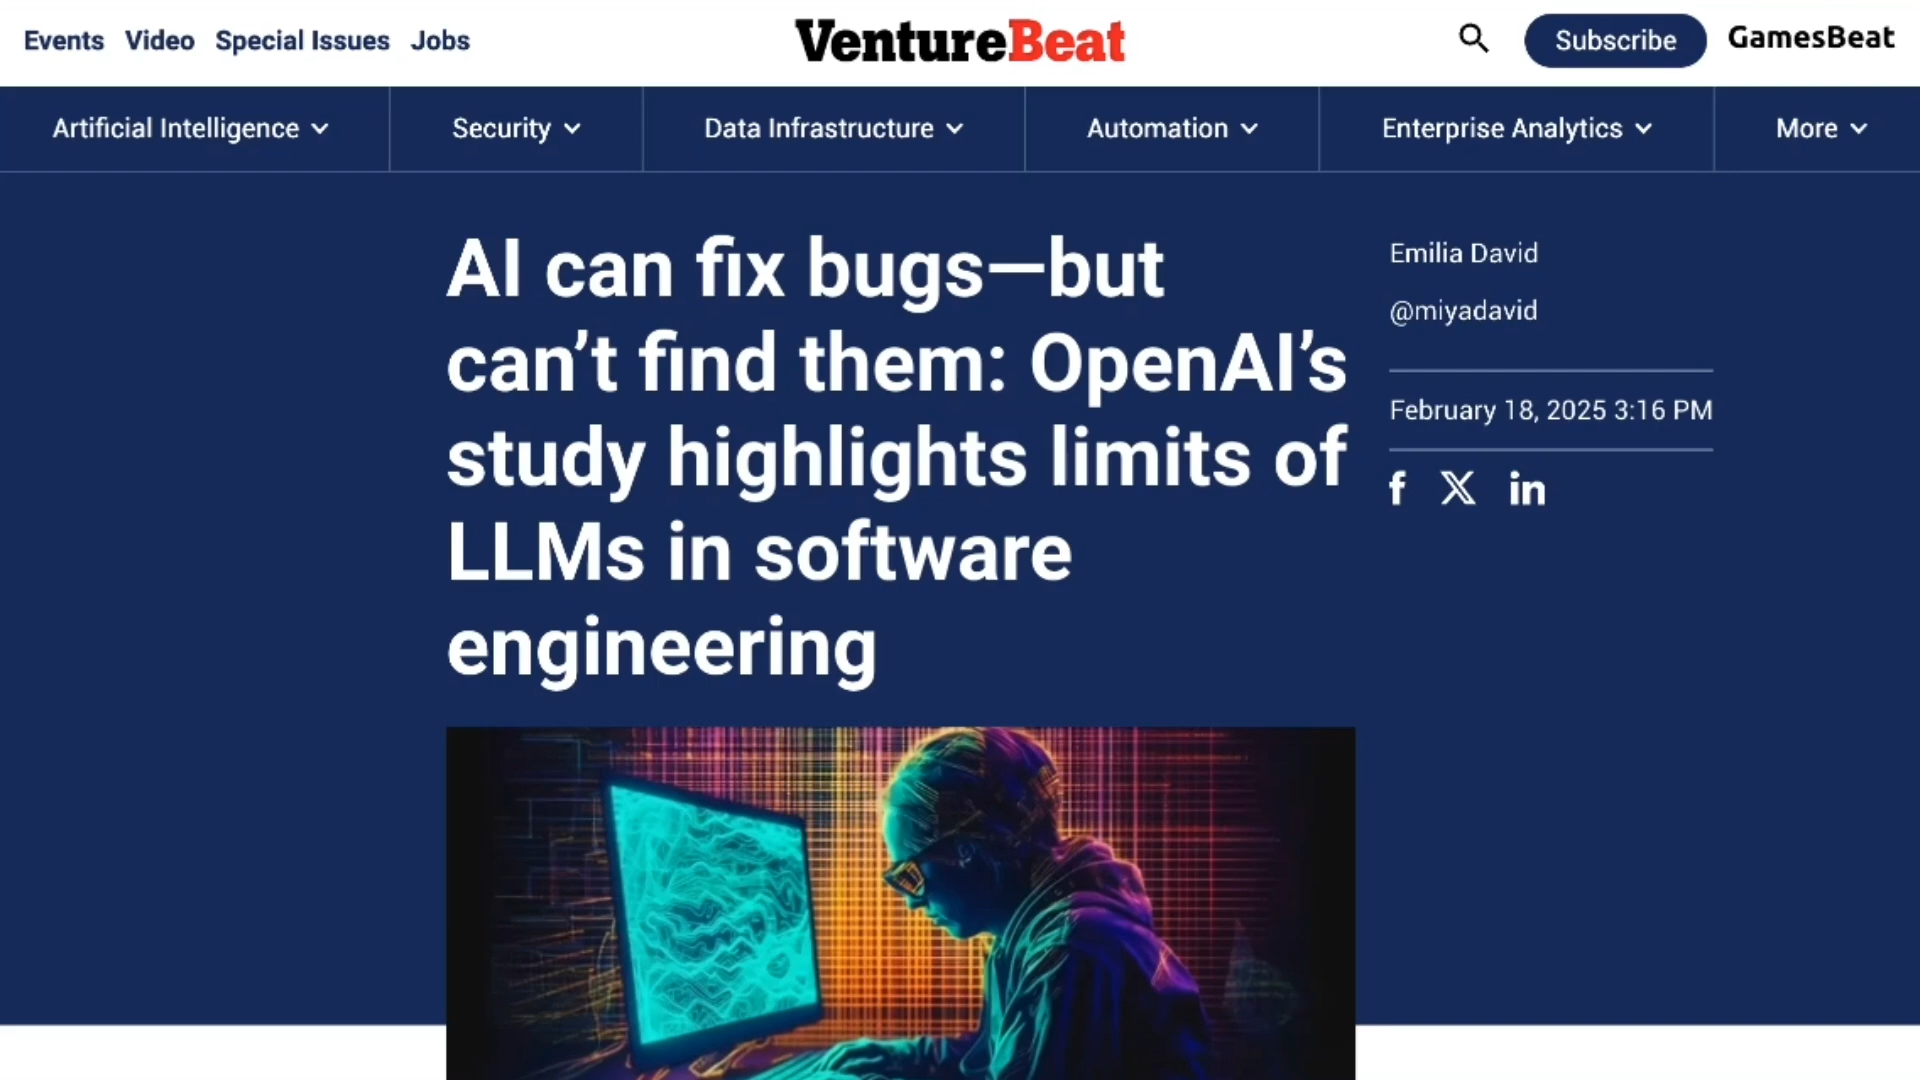 Events Video Special Issues Jobs
VentureBeat
Subscribe
GamesBeat
Artificial Intelligence
Security
Data Infrastructure
Automation
Enterprise Analytics
More
AI can fix bugs—but
can’t find them: OpenAI’s
study highlights limits of
LLMs in software
engineering
Emilia David
@miyadavid
February 18, 2025 3:16 PM